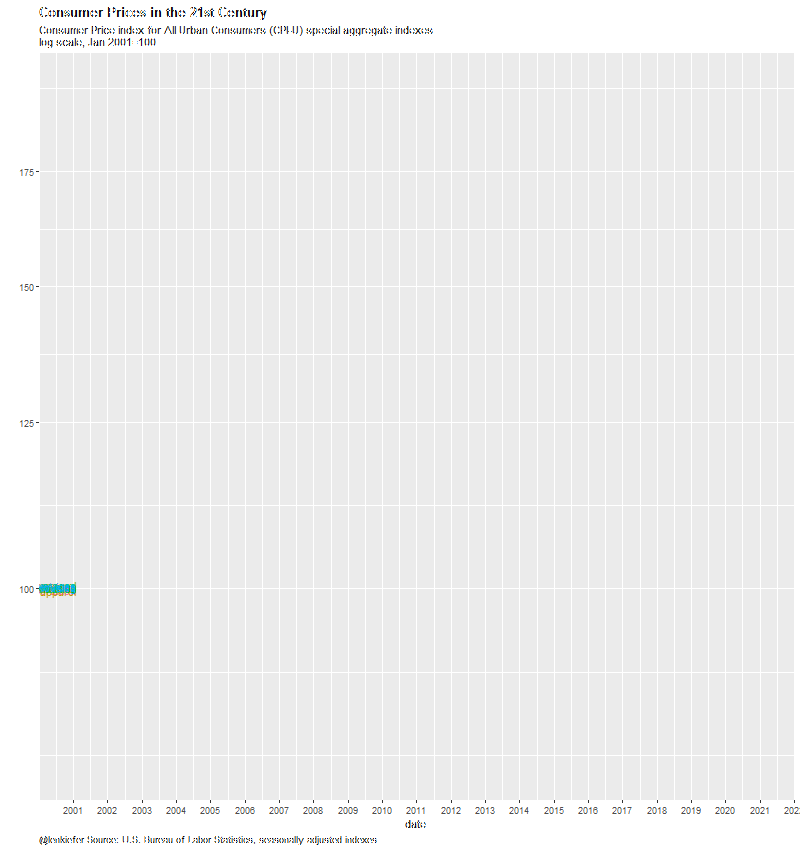 Consumer Prices in the 21st Century
Consumer Price index for All Urban Consumers (CPI-U) special aggregate indexes
log scale, Jan 2001=100
175
150
125
100
2001 2002 2003 2004 2005 2006 2007 2008 2009 2010 2011 2012 2013 2014 2015 2016 2017 2018 2019 2020 2021
date
@lenkiefer Source: U.S. Bureau of Labor Statistics, seasonally adjusted indexes